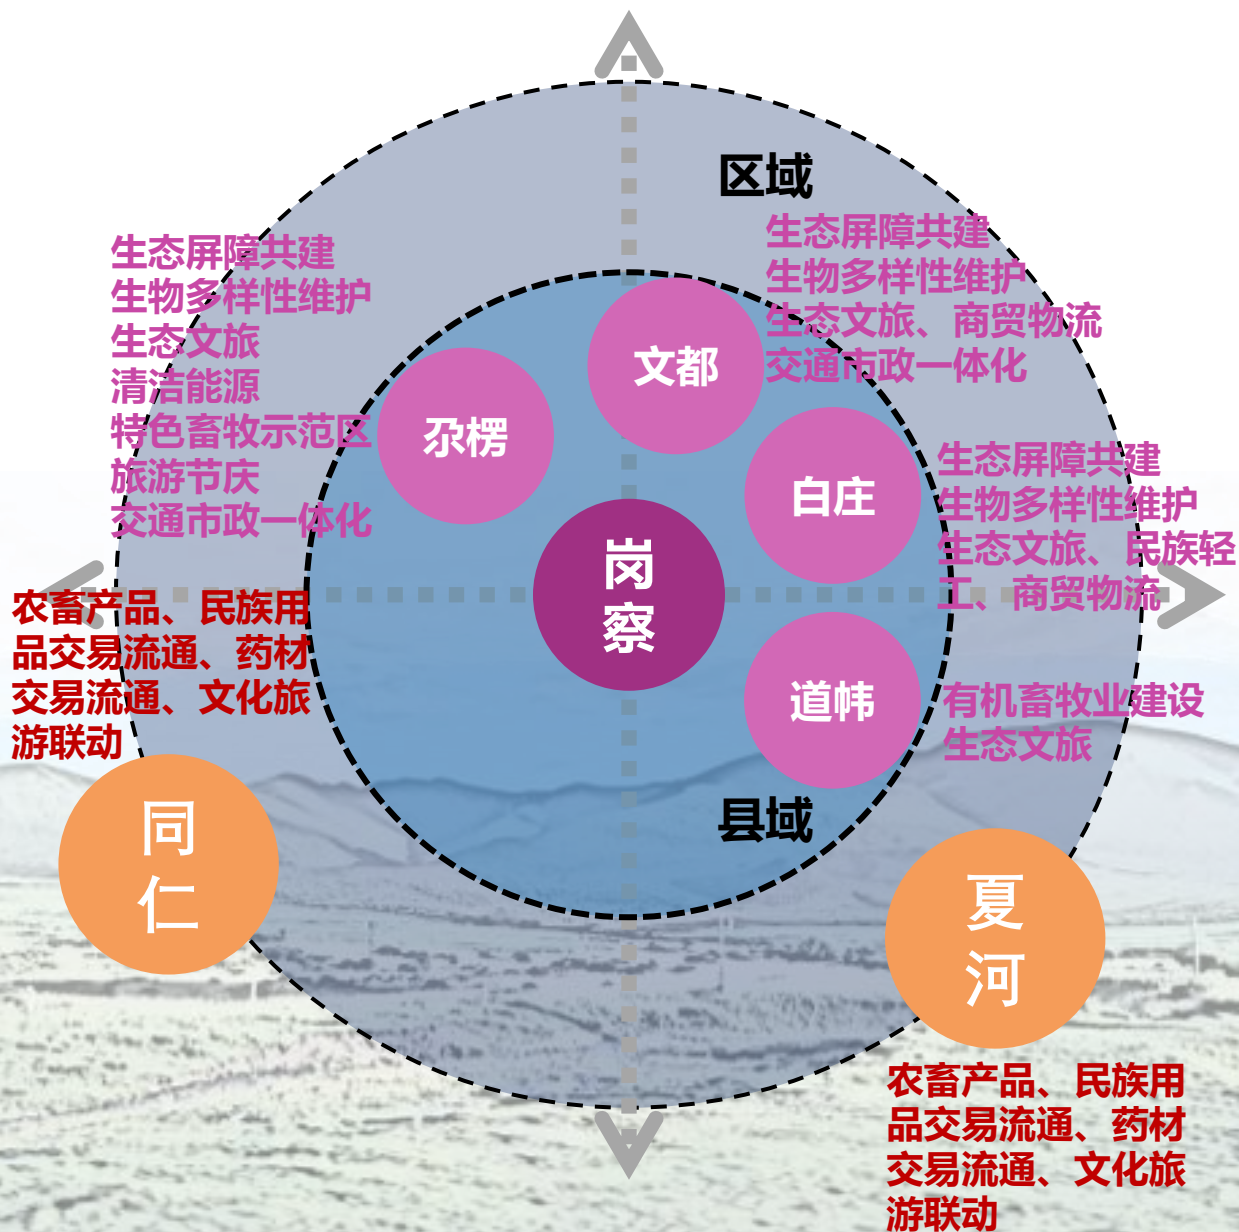 区域
生态屏障共建
生物多样性维护
生态文旅、商贸物流
交通市政一体化
生态屏障共建
生物多样性维护
生态文旅
清洁能源
特色畜牧示范区
旅游节庆
交通市政一体化
文都
尕楞
白庄
生态屏障共建
生物多样性维护
生态文旅、民族轻
工、商贸物流
岗
察
农畜产品、民族用
品交易流通、药材
交易流通、文化旅
游联动
道帏
有机畜牧业建设
生态文旅
县域
同
仁
夏
河
农畜产品、民族用
品交易流通、药材
交易流通、文化旅
游联动